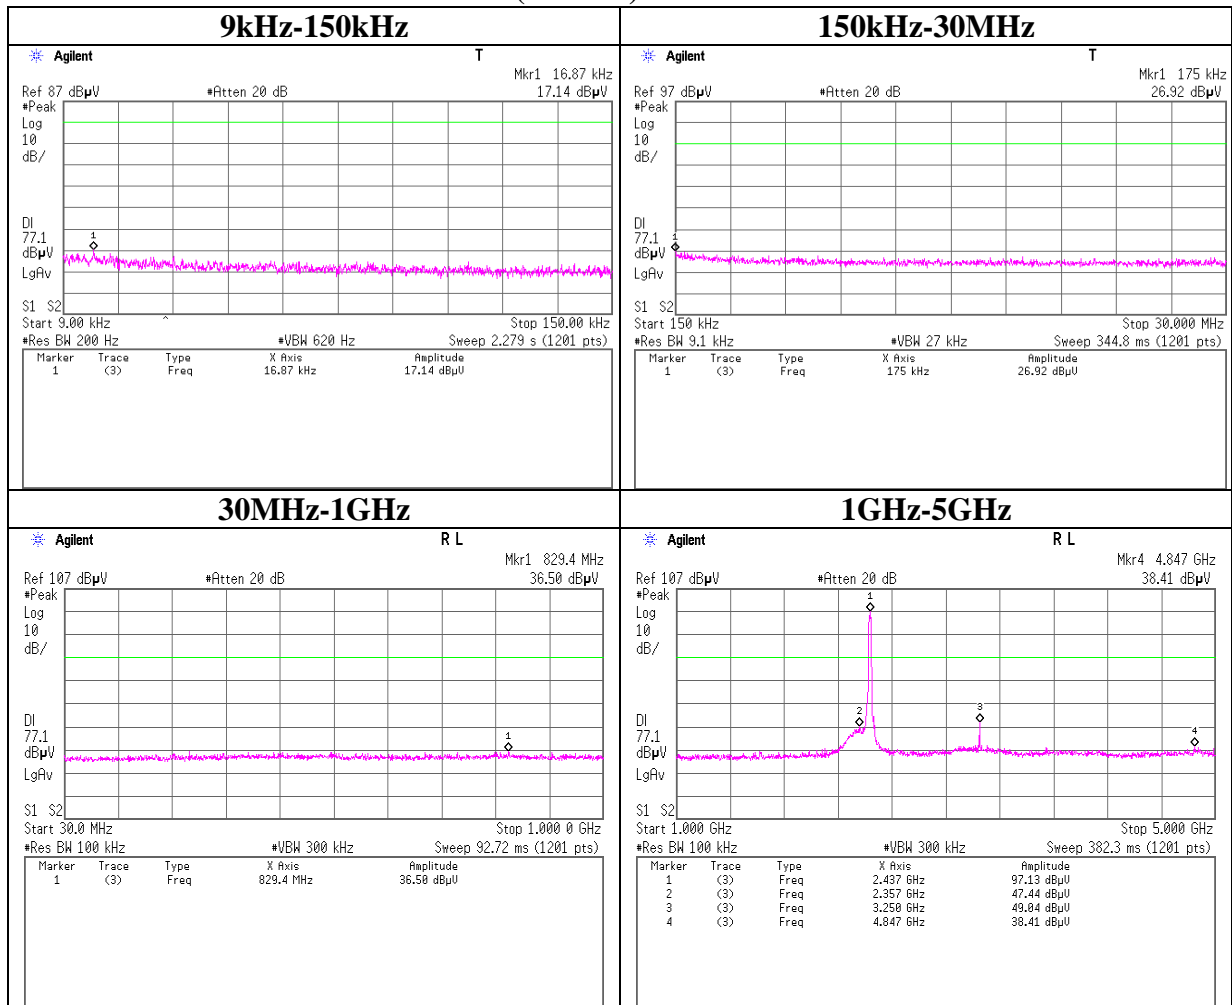 9kHz-150kHz
Agilent T
Mkr1 16.87 kHz
Ref 87 dBµV #Atten 20 dB 17.14 dBµV
#Peak
Log
10
dB/
DI
77.1
dBµV
LgAv
1
S1 S2
Start 9.00 kHz ^ Stop 150.00 kHz
#Res BW 200 Hz #VBW 620 Hz Sweep 2.279 s (1201 pts)
Marker Trace Type X Axis Amplitude
1 (3) Freq 16.87 kHz 17.14 dBµV
150kHz-30MHz
Agilent T
Mkr1 175 kHz
Ref 97 dBµV #Atten 20 dB 26.92 dBµV
#Peak
Log
10
dB/
DI
77.1
dBµV
LgAv
1
S1 S2
Start 150 kHz Stop 30.000 MHz
#Res BW 9.1 kHz #VBW 27 kHz Sweep 344.8 ms (1201 pts)
Marker Trace Type X Axis Amplitude
1 (3) Freq 175 kHz 26.92 dBµV
30MHz-1GHz
Agilent R L
Mkr1 829.4 MHz
Ref 107 dBµV #Atten 20 dB 36.50 dBµV
#Peak
Log
10
dB/
DI
77.1
dBµV
LgAv
1
S1 S2
Start 30.0 MHz Stop 1.000 0 GHz
#Res BW 100 kHz #VBW 300 kHz Sweep 92.72 ms (1201 pts)
Marker Trace Type X Axis Amplitude
1 (3) Freq 829.4 MHz 36.50 dBµV
1GHz-5GHz
Agilent R L
Mkr4 4.847 GHz
Ref 107 dBµV #Atten 20 dB 38.41 dBµV
#Peak
Log
10
dB/
DI
77.1
dBµV
LgAv
1
2
3
4
S1 S2
Start 1.000 GHz Stop 5.000 GHz
#Res BW 100 kHz #VBW 300 kHz Sweep 382.3 ms (1201 pts)
Marker Trace Type X Axis Amplitude
1 (3) Freq 2.437 GHz 97.13 dBµV
2 (3) Freq 2.357 GHz 47.44 dBµV
3 (3) Freq 3.250 GHz 49.04 dBµV
4 (3) Freq 4.847 GHz 38.41 dBµV